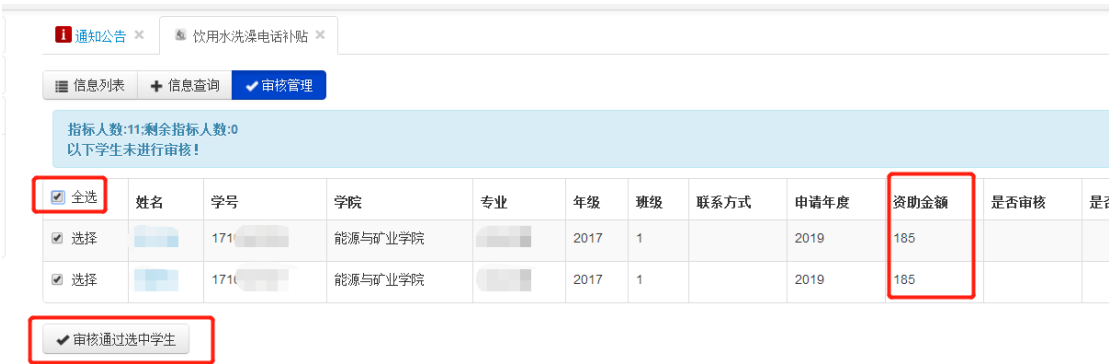 通知公告 × 饮用水洗澡电话补贴 ×
信息列表 信息查询 审核管理
指标人数:11;剩余指标人数:0
以下学生未进行审核!
全选 姓名 学号 学院 专业 年级 班级 联系方式 申请年度 资助金额 是否审核 是否
选择 171 能源与矿业学院 2017 1 2019 185
选择 171 能源与矿业学院 2017 1 2019 185
审核通过选中学生